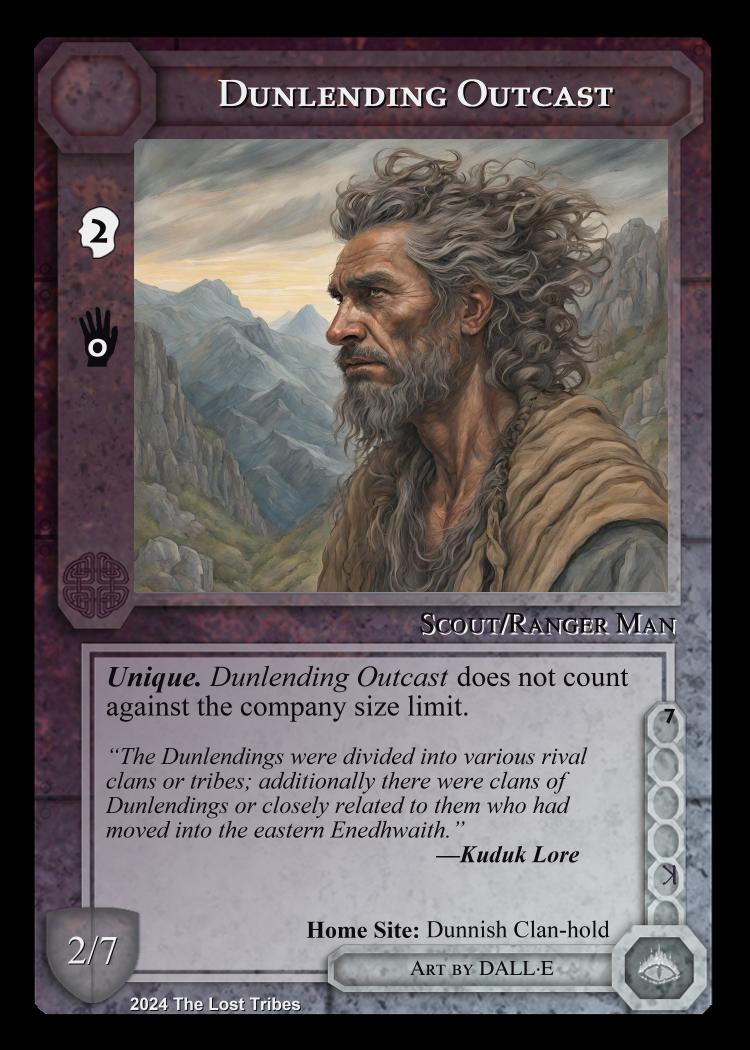 DUNLENDING OUTCAST
2
0
SCOUT/RANGER MAN
Unique. Dunlending Outcast does not count
against the company size limit.
7
“The Dunlendings were divided into various rival
clans or tribes; additionally there were clans of
Dunlendings or closely related to them who had
moved into the eastern Enedhwaith.”
—Kuduk Lore
Home Site: Dunnish Clan-hold
2/7
ART BY DALL·E
2024 The Lost Tribes